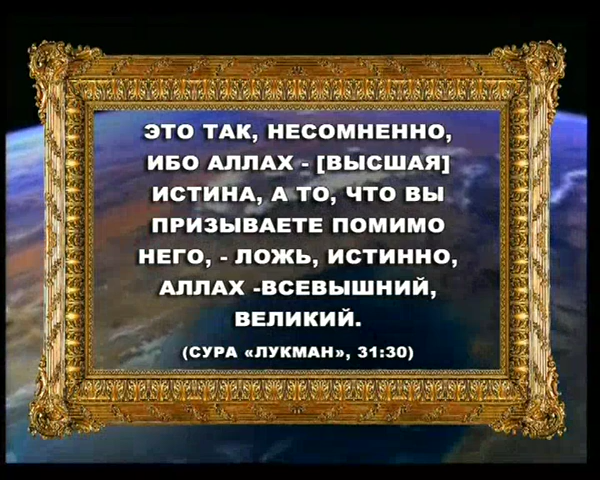 ЭТО ТАК, НЕСОМНЕННО,
ИБО АЛЛАХ - [ВЫСШАЯ]
ИСТИНА, А ТО, ЧТО ВЫ
ПРИЗЫВАЕТЕ ПОМИМО
НЕГО, - ЛОЖЬ, ИСТИННО,
АЛЛАХ -ВСЕВЫШНИЙ,
ВЕЛИКИЙ.
(СУРА «ЛУКМАН», 31:30)